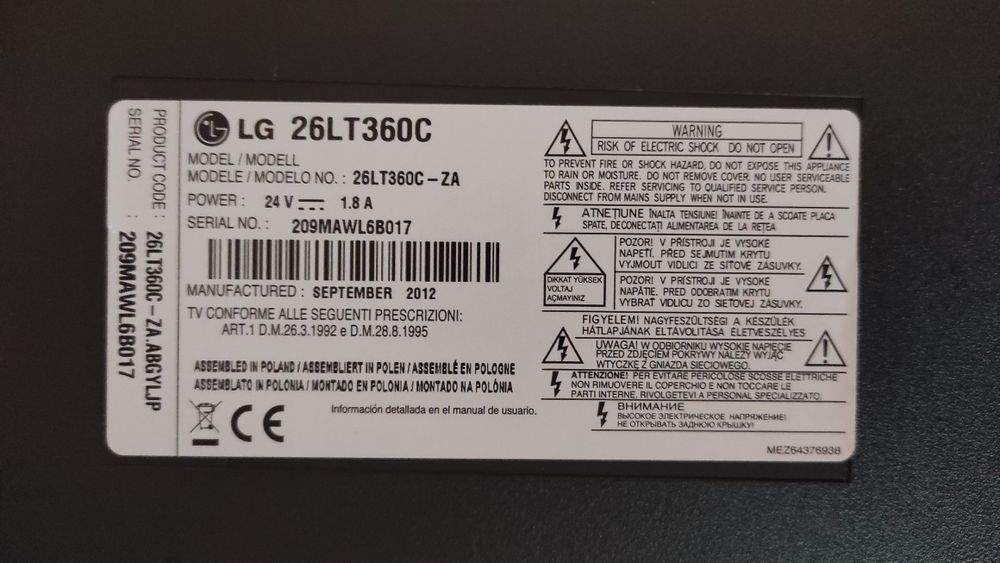 PRODUCT CODE : 26LT360C - ZA.ABGYLJP
SERIAL NO. : 209MAWL6B017
LG 26LT360C
MODEL / MODELL
MODELE / MODELO NO. : 26LT360C - ZA
POWER : 24 V 1.8 A
SERIAL NO. : 209MAWL6B017
MANUFACTURED : SEPTEMBER 2012
TV CONFORME ALLE SEGUENTI PRESCRIZIONI:
ART.1 D.M.26.3.1992 e D.M.28.8.1995
ASSEMBLED IN POLAND / ASSEMBLIERT IN POLEN / ASSEMBLÉ EN POLOGNE
ASSEMBLATO IN POLONIA / MONTADO EN POLONIA / MONTADO NA POLÓNIA
CE
Información detallada en el manual de usuario.
WARNING
RISK OF ELECTRIC SHOCK DO NOT OPEN
TO PREVENT FIRE OR SHOCK HAZARD, DO NOT EXPOSE THIS APPLIANCE
TO RAIN OR MOISTURE. DO NOT REMOVE COVER. NO USER SERVICEABLE
PARTS INSIDE. REFER SERVICING TO QUALIFIED SERVICE PERSON.
DISCONNECT FROM MAINS SUPPLY WHEN NOT IN USE.
ATNEȚIUNE ÎNALTA TENSIUNE! ÎNAINTE DE A SCOATE PLACA
SPATE, DECONECTAȚI ALIMENTAREA DE LA REȚEA
DIKKAT YÜKSEK
VOLTAJ
AÇMAYINIZ
POZOR! V PŘÍSTROJI JE VYSOKÉ
NAPETÍ. PŘED SEJMUTIM KRYTU
VYJMOUT VIDLICI ZE SÍŤOVÉ ZÁSUVKY.
POZOR! V PRÍSTROJI JE VYSOKÉ
NAPÄTIE. PRED ODOBRATIM KRYTU
VYBRAT VIDLICU ZO SIEŤOVEJ ZÁSUVKY.
FIGYELEM! NAGYFESZÜLTSÉGI A KÉSZÜLÉK
HÁTLAPJÁNAK ELTÁVOLITÁSA ÉLETVESZÉLYES
UWAGA! W ODBIORNIKU WYSOKIE NAPIĘCIE
PRZED ZDJĘCIEM POKRYWY NALEŻY WYJĄĆ
WTYCZKĘ Z GNIAZDA SIECIOWEGO.
ATTENZIONE! PER EVITARE PERICOLOSE SCOSSE ELETTRICHE
NON RIMUOVERE IL COPERCHIO E NON TOCCARE LE
PARTI INTERNE. RIVOLGETEVI A PERSONAL SPECIALIZZATO.
ВНИМАНИЕ
ВЫСОКОЕ ЭЛЕКТРИЧЕСКОЕ НАПРЯЖЕНИЕ!
НЕ ОТКРЫВАТЬ ЗАДНЮЮ КРЫШКУ!
MEZ64376938